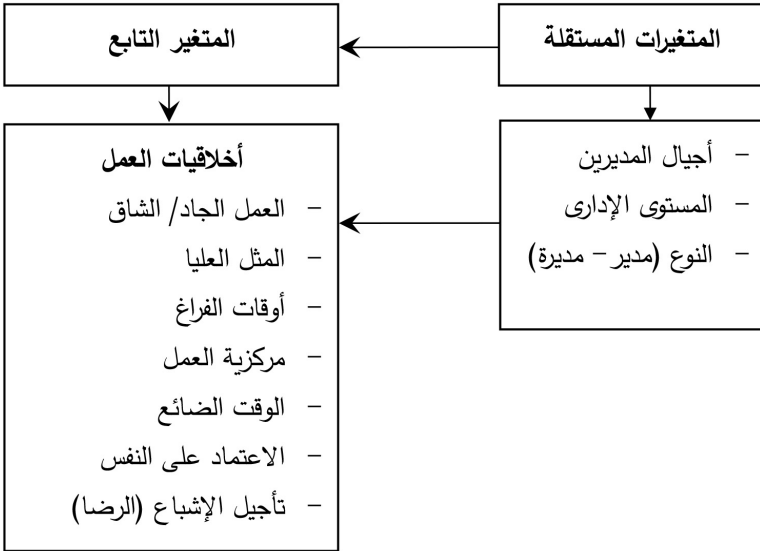 المتغيرات المستقلة
المتغير التابع
- أجيال المديرين
- المستوى الإدارى
- النوع (مدير – مديرة)
أخلاقيات العمل
- العمل الجاد/ الشاق
- المثل العليا
- أوقات الفراغ
- مركزية العمل
- الوقت الضائع
- الاعتماد على النفس
- تأجيل الإشباع (الرضا)